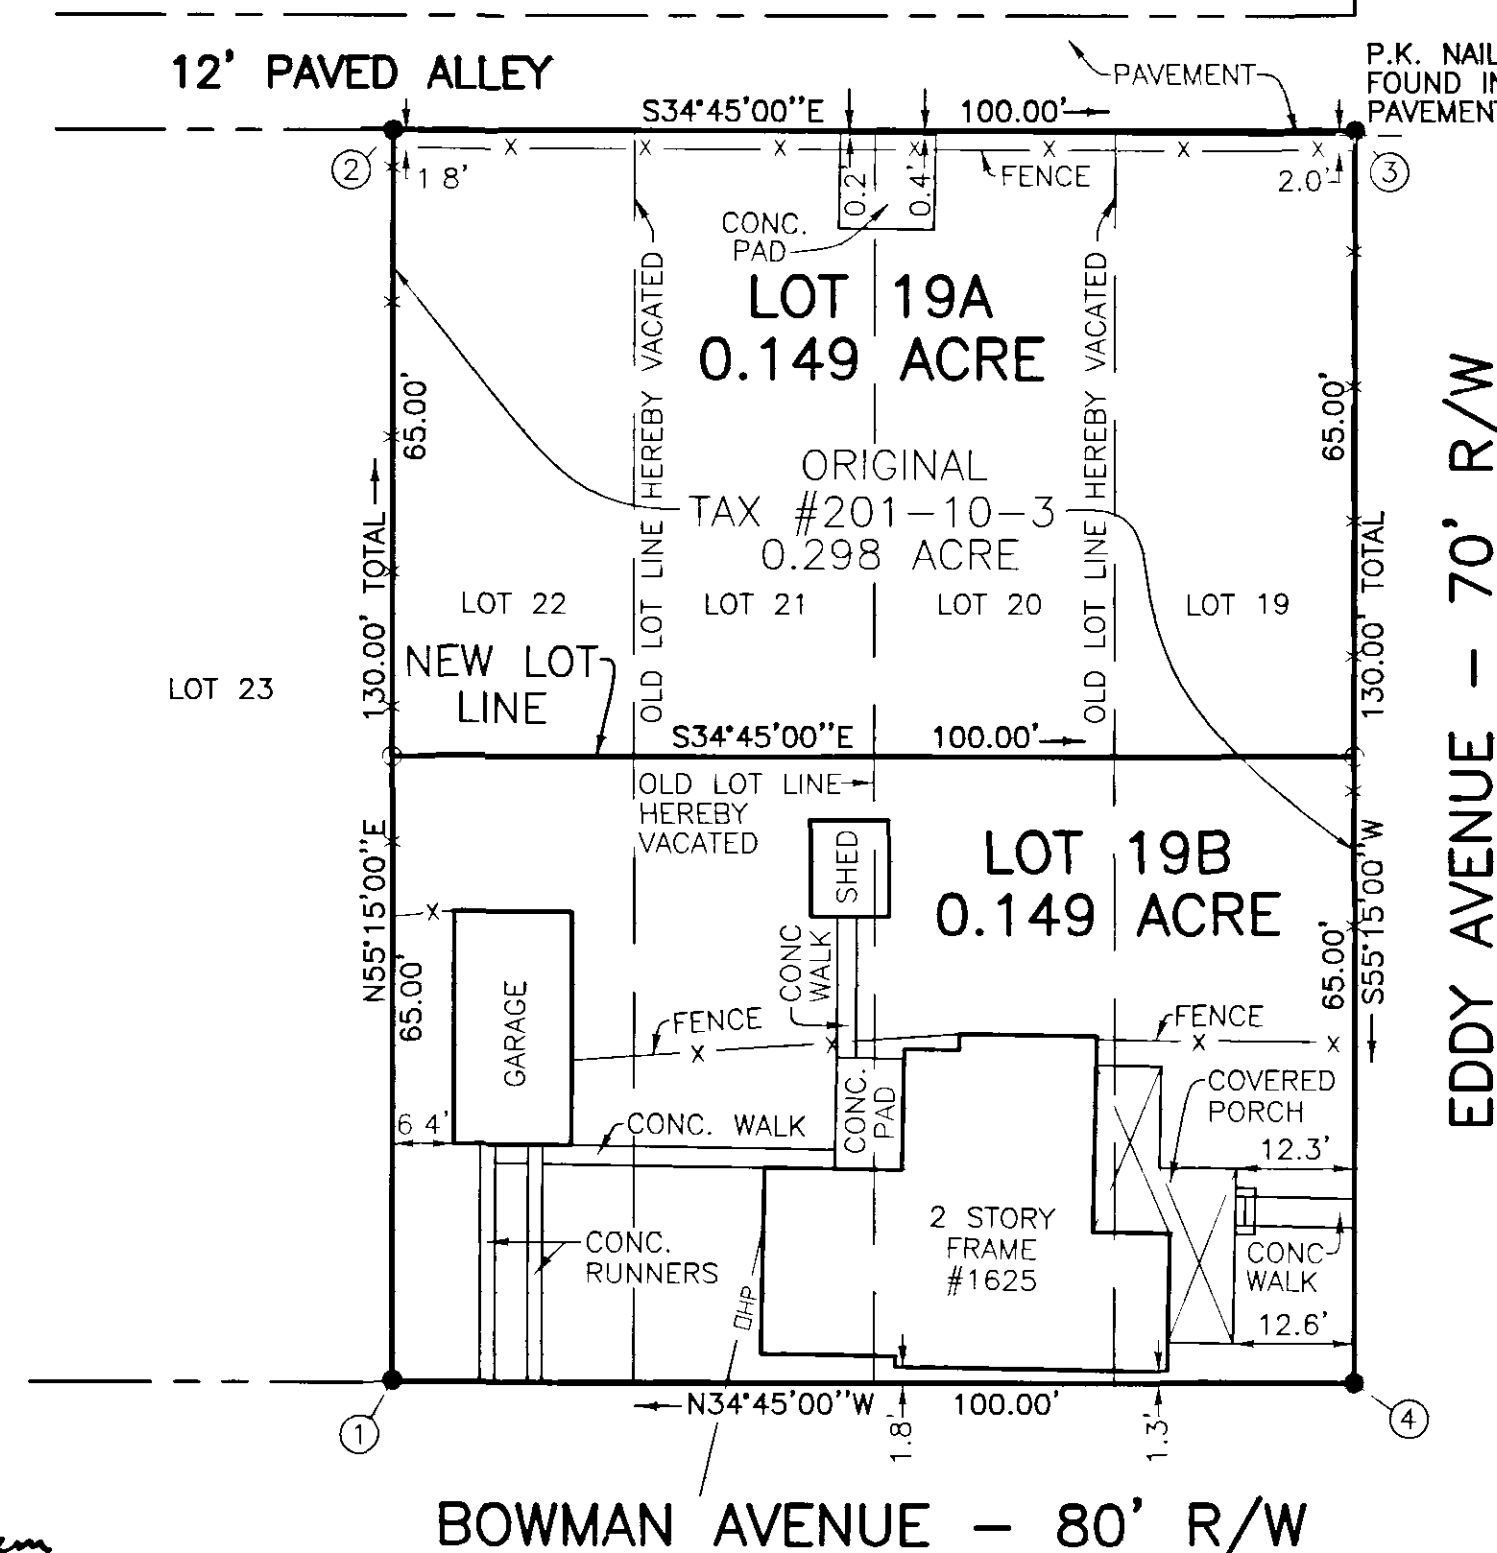 12' PAVED ALLEY
P.K. NAIL
FOUND IN
PAVEMENT
PAVEMENT
S34°45'00"E 100.00'
2
1 8'
0.2'
0.4'
FENCE
2.0'
3
CONC.
PAD
LOT 19A
0.149 ACRE
OLD LOT LINE HEREBY VACATED
OLD LOT LINE HEREBY VACATED
65.00'
65.00'
ORIGINAL
TAX #201-10-3
0.298 ACRE
130.00' TOTAL
130.00' TOTAL
LOT 22
LOT 21
LOT 20
LOT 19
LOT 23
NEW LOT
LINE
S34°45'00"E 100.00'
EDDY AVENUE - 70' R/W
OLD LOT LINE
HEREBY
VACATED
SHED
LOT 19B
0.149 ACRE
N55°15'00"E
65.00'
S55°15'00"W
65.00'
CONC
WALK
GARAGE
FENCE
FENCE
CONC.
PAD
COVERED
PORCH
6 4'
CONC. WALK
12.3'
2 STORY
FRAME
#1625
CONC.
RUNNERS
CONC
WALK
OHP
12.6'
N34°45'00"W 100.00'
1
1.8'
1.3'
4
BOWMAN AVENUE - 80' R/W